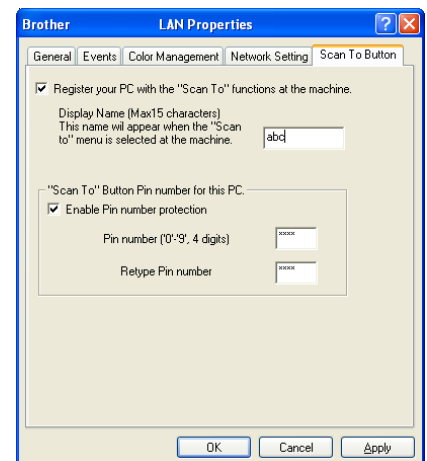 Brother LAN Properties
General Events Color Management Network Setting Scan To Button
Register your PC with the "Scan To" functions at the machine.
Display Name (Max15 characters)
This name wil appear when the "Scan
to" menu is selected at the machine.
abc
"Scan To" Button Pin number for this PC.
Enable Pin number protection
Pin number ('0'-'9', 4 digits) xxxx
Retype Pin number xxxx
OK Cancel Apply